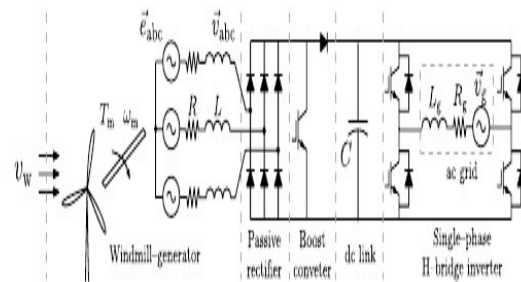 e⃗abc
v⃗abc
Tm ωm
R L
C
Lg Rg v⃗g
ac grid
υw
Windmill-generator
Passive
rectifier
Boost
conveter
dc link
Single-phase
H-bridge inverter